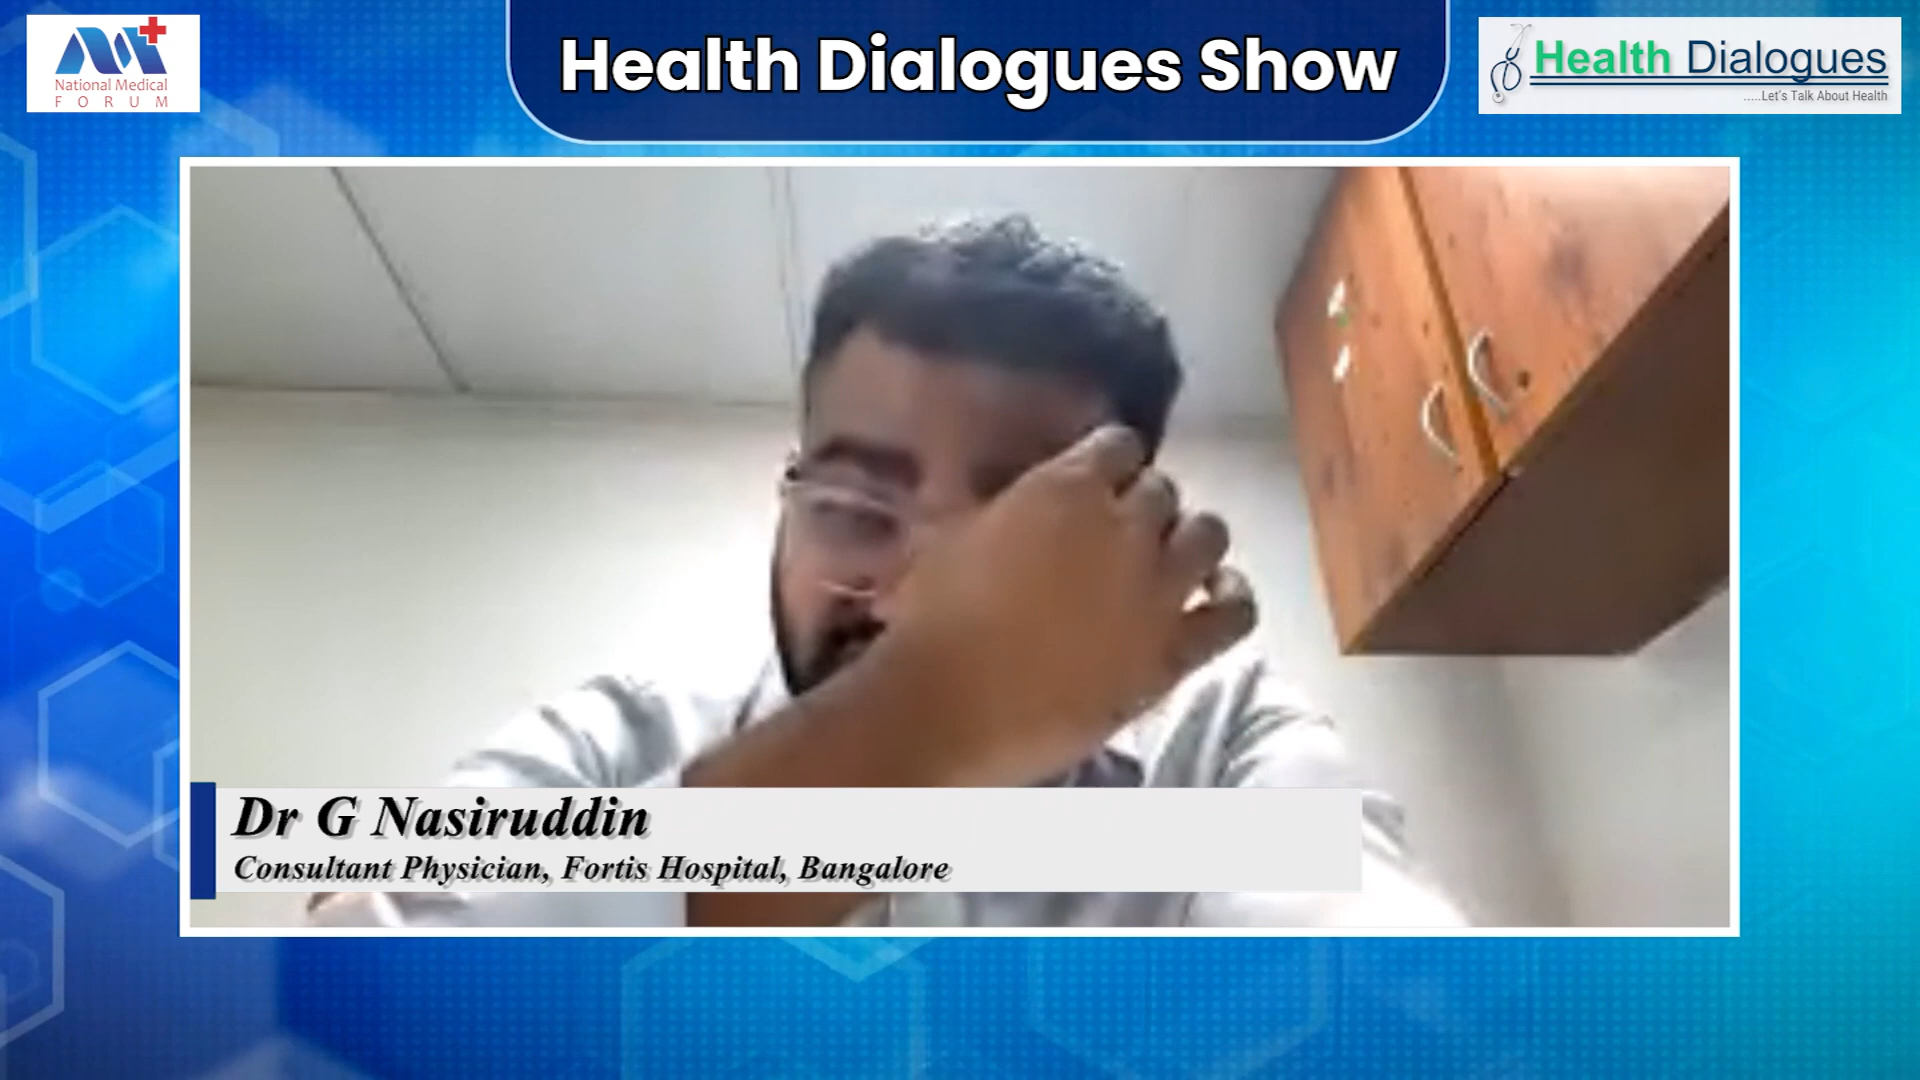 National Medical
FORUM
Health Dialogues Show
Health Dialogues
.....Let's Talk About Health
Dr G Nasiruddin
Consultant Physician, Fortis Hospital, Bangalore